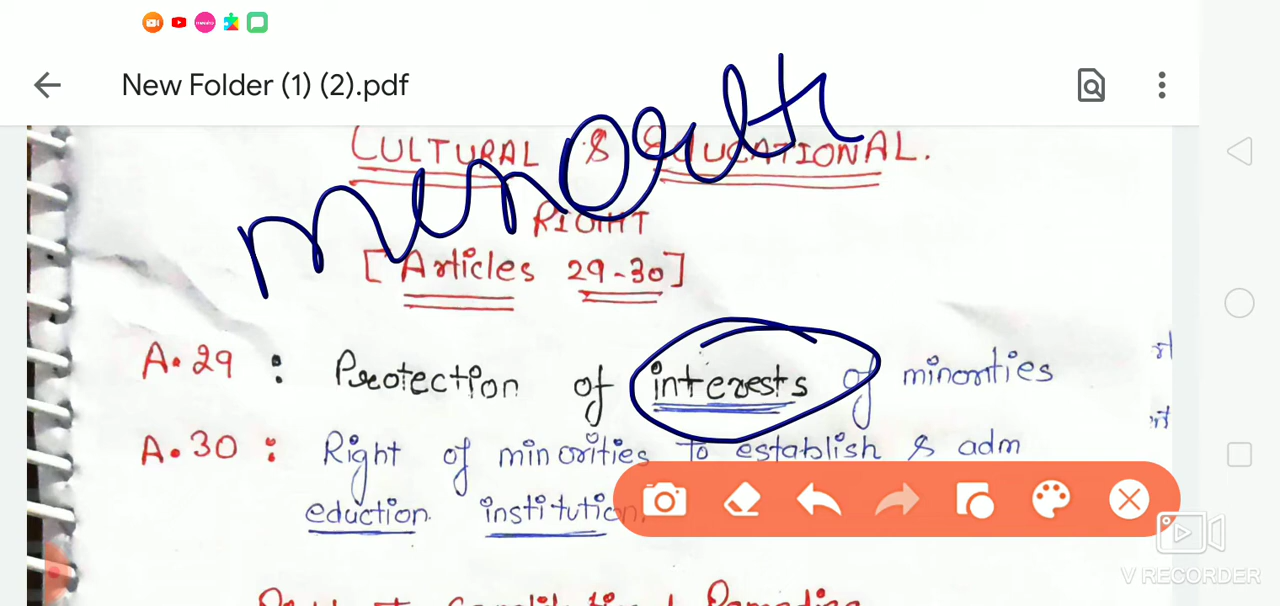 New Folder (1) (2).pdf
CULTURAL & EDUCATIONAL.
RIGHT
[Articles 29-30]
A.29 : Protection of interests of minorities
A.30 : Right of minorities to establish & adm
eduction institution.
V RECORDER